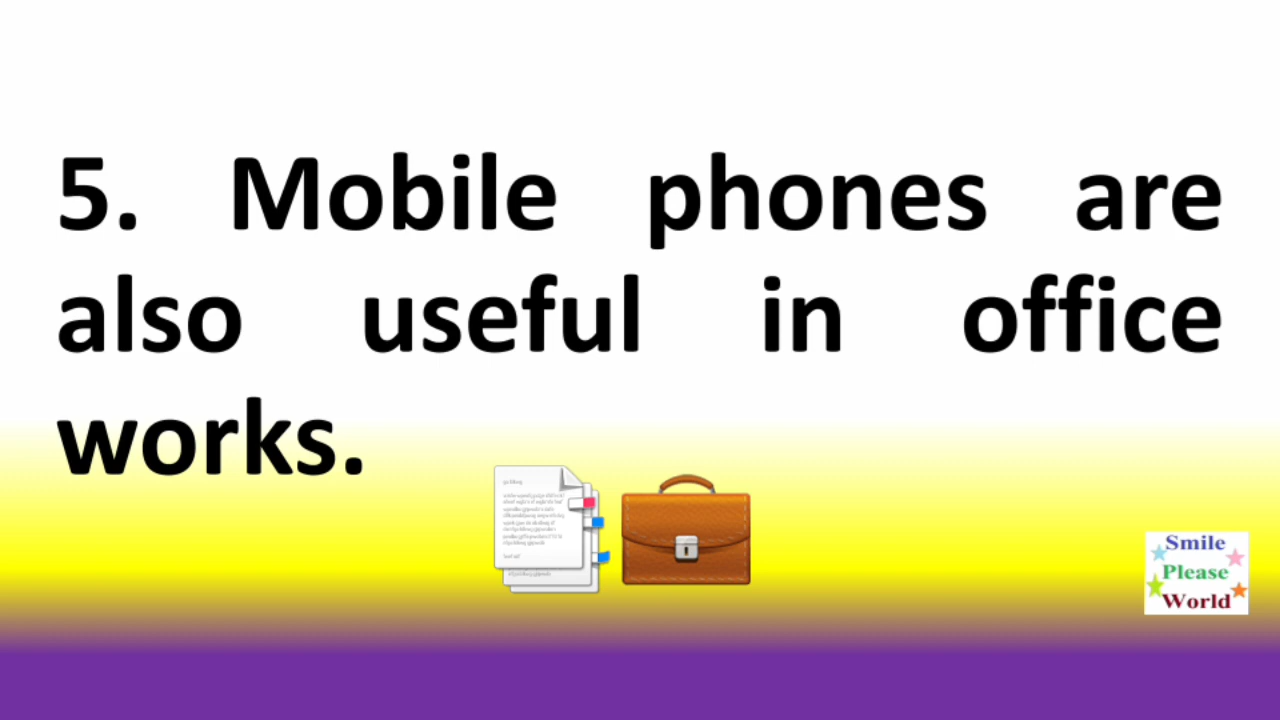 5. Mobile phones are
also useful in office
works.
Smile
Please
World